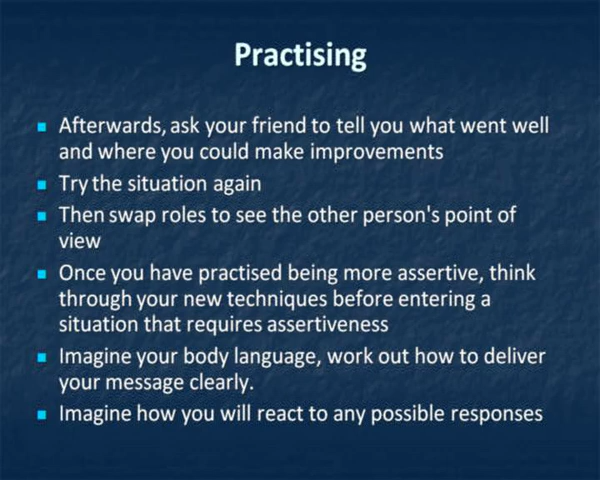 Practising
Afterwards, ask your friend to tell you what went well
and where you could make improvements
Try the situation again
Then swap roles to see the other person's point of
view
Once you have practised being more assertive, think
through your new techniques before entering a
situation that requires assertiveness
Imagine your body language, work out how to deliver
your message clearly.
Imagine how you will react to any possible responses